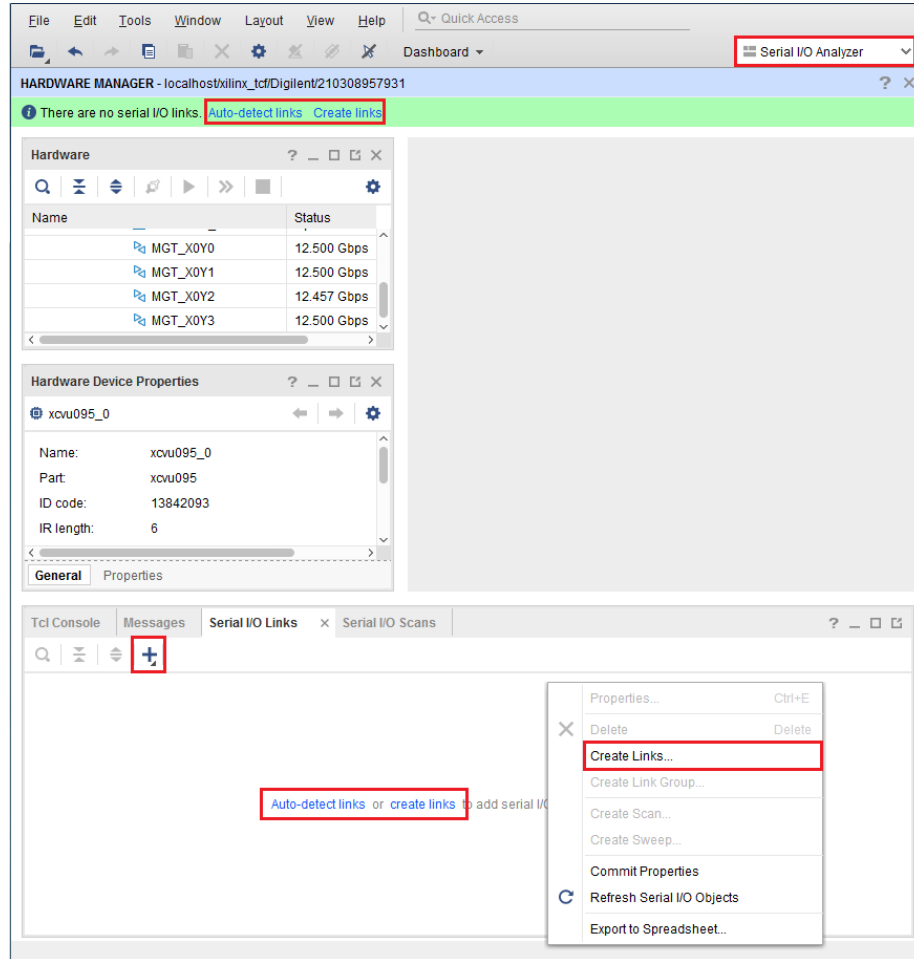 File Edit Tools Window Layout View Help Q- Quick Access
Dashboard Serial I/O Analyzer
HARDWARE MANAGER - localhost/xilinx_tcf/Digilent/210308957931 ? ×
There are no serial I/O links. Auto-detect links Create links
Hardware
Name Status
MGT_X0Y0 12.500 Gbps
MGT_X0Y1 12.500 Gbps
MGT_X0Y2 12.457 Gbps
MGT_X0Y3 12.500 Gbps
Hardware Device Properties
xcvu095_0
Name: xcvu095_0
Part: xcvu095
ID code: 13842093
IR length: 6
General Properties
Tcl Console Messages Serial I/O Links × Serial I/O Scans
Properties... Ctrl+E
Delete Delete
Create Links...
Create Link Group...
Auto-detect links or create links to add serial I/O
Create Scan...
Create Sweep...
Commit Properties
Refresh Serial I/O Objects
Export to Spreadsheet...